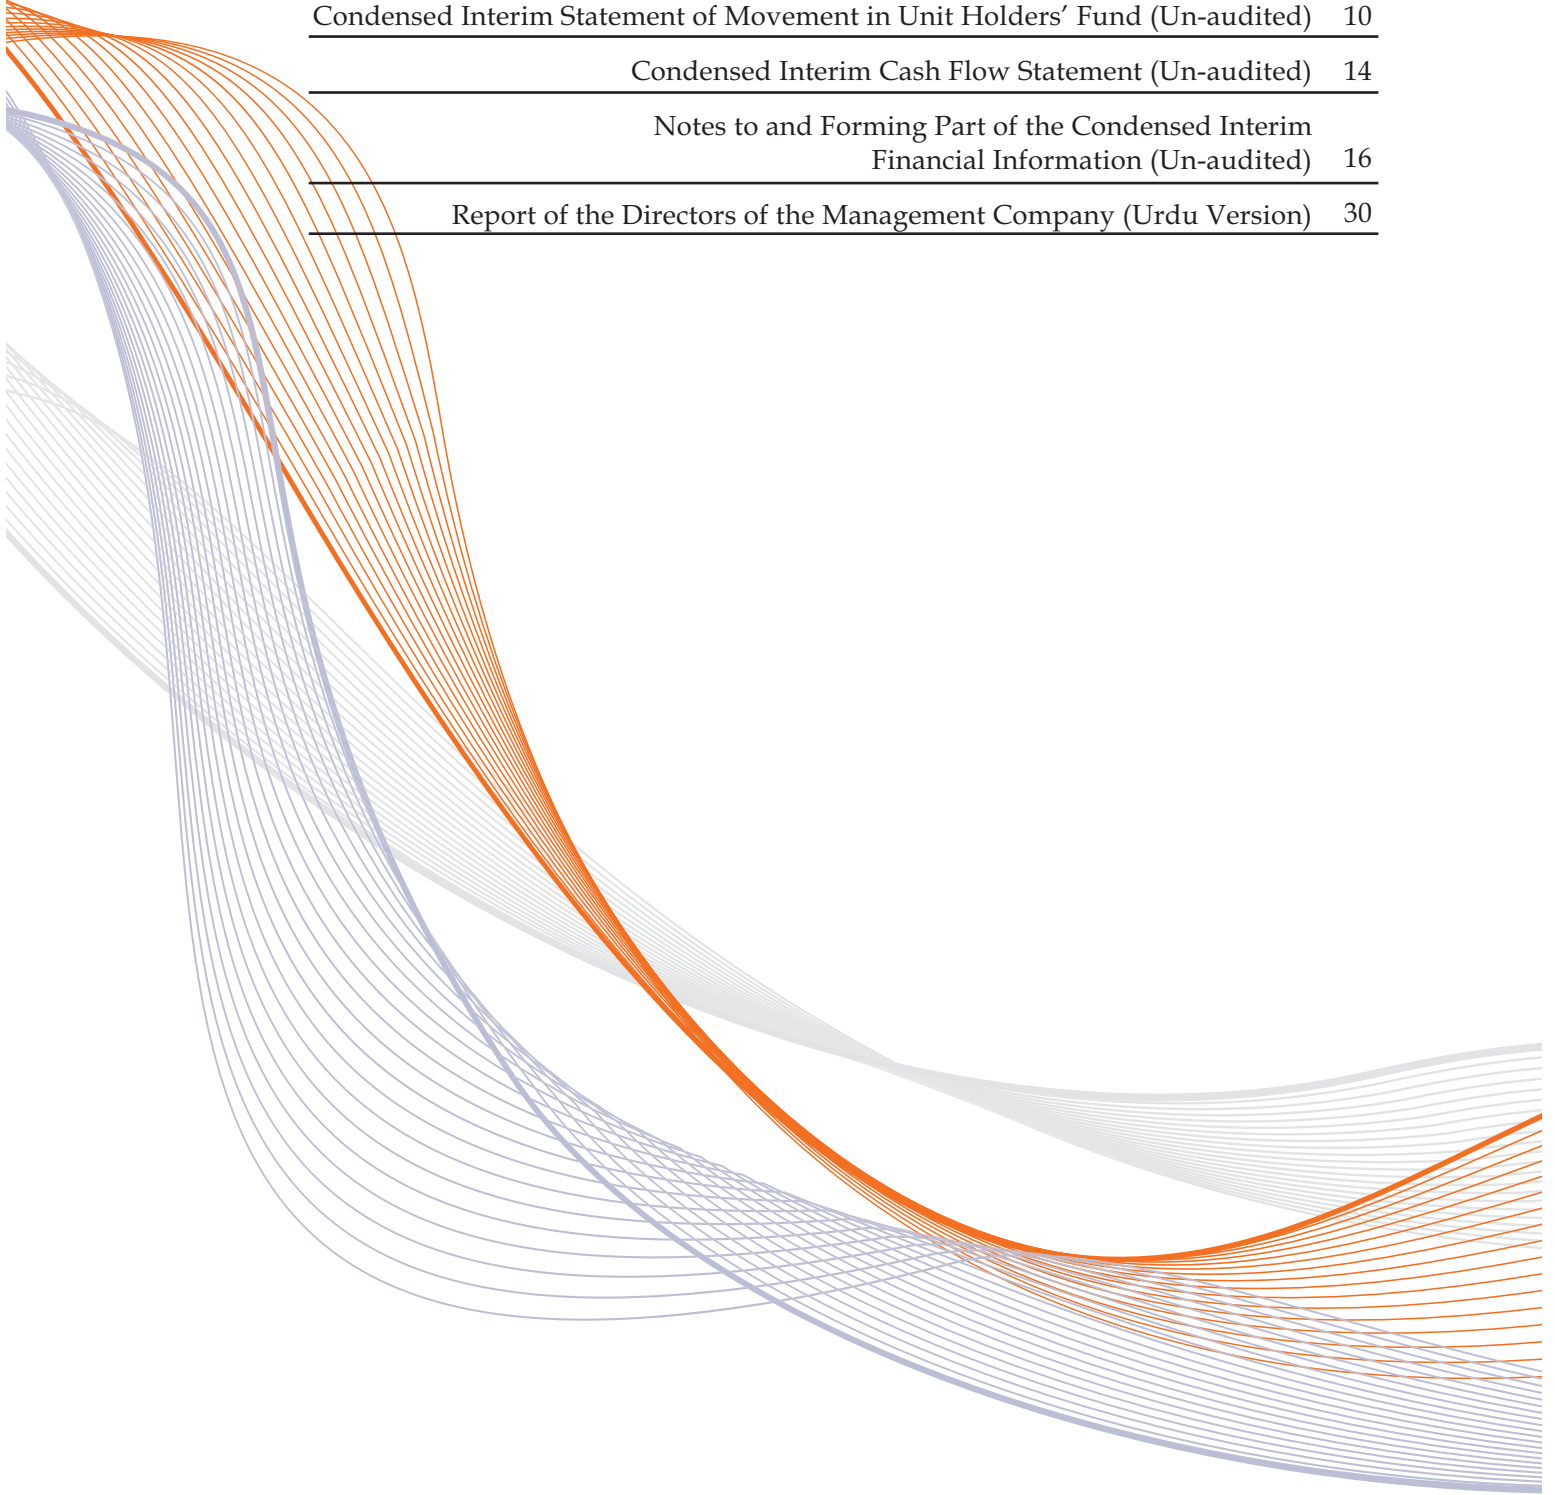 Condensed Interim Statement of Movement in Unit Holders’ Fund (Un-audited) 10
Condensed Interim Cash Flow Statement (Un-audited) 14
Notes to and Forming Part of the Condensed Interim
Financial Information (Un-audited) 16
Report of the Directors of the Management Company (Urdu Version) 30